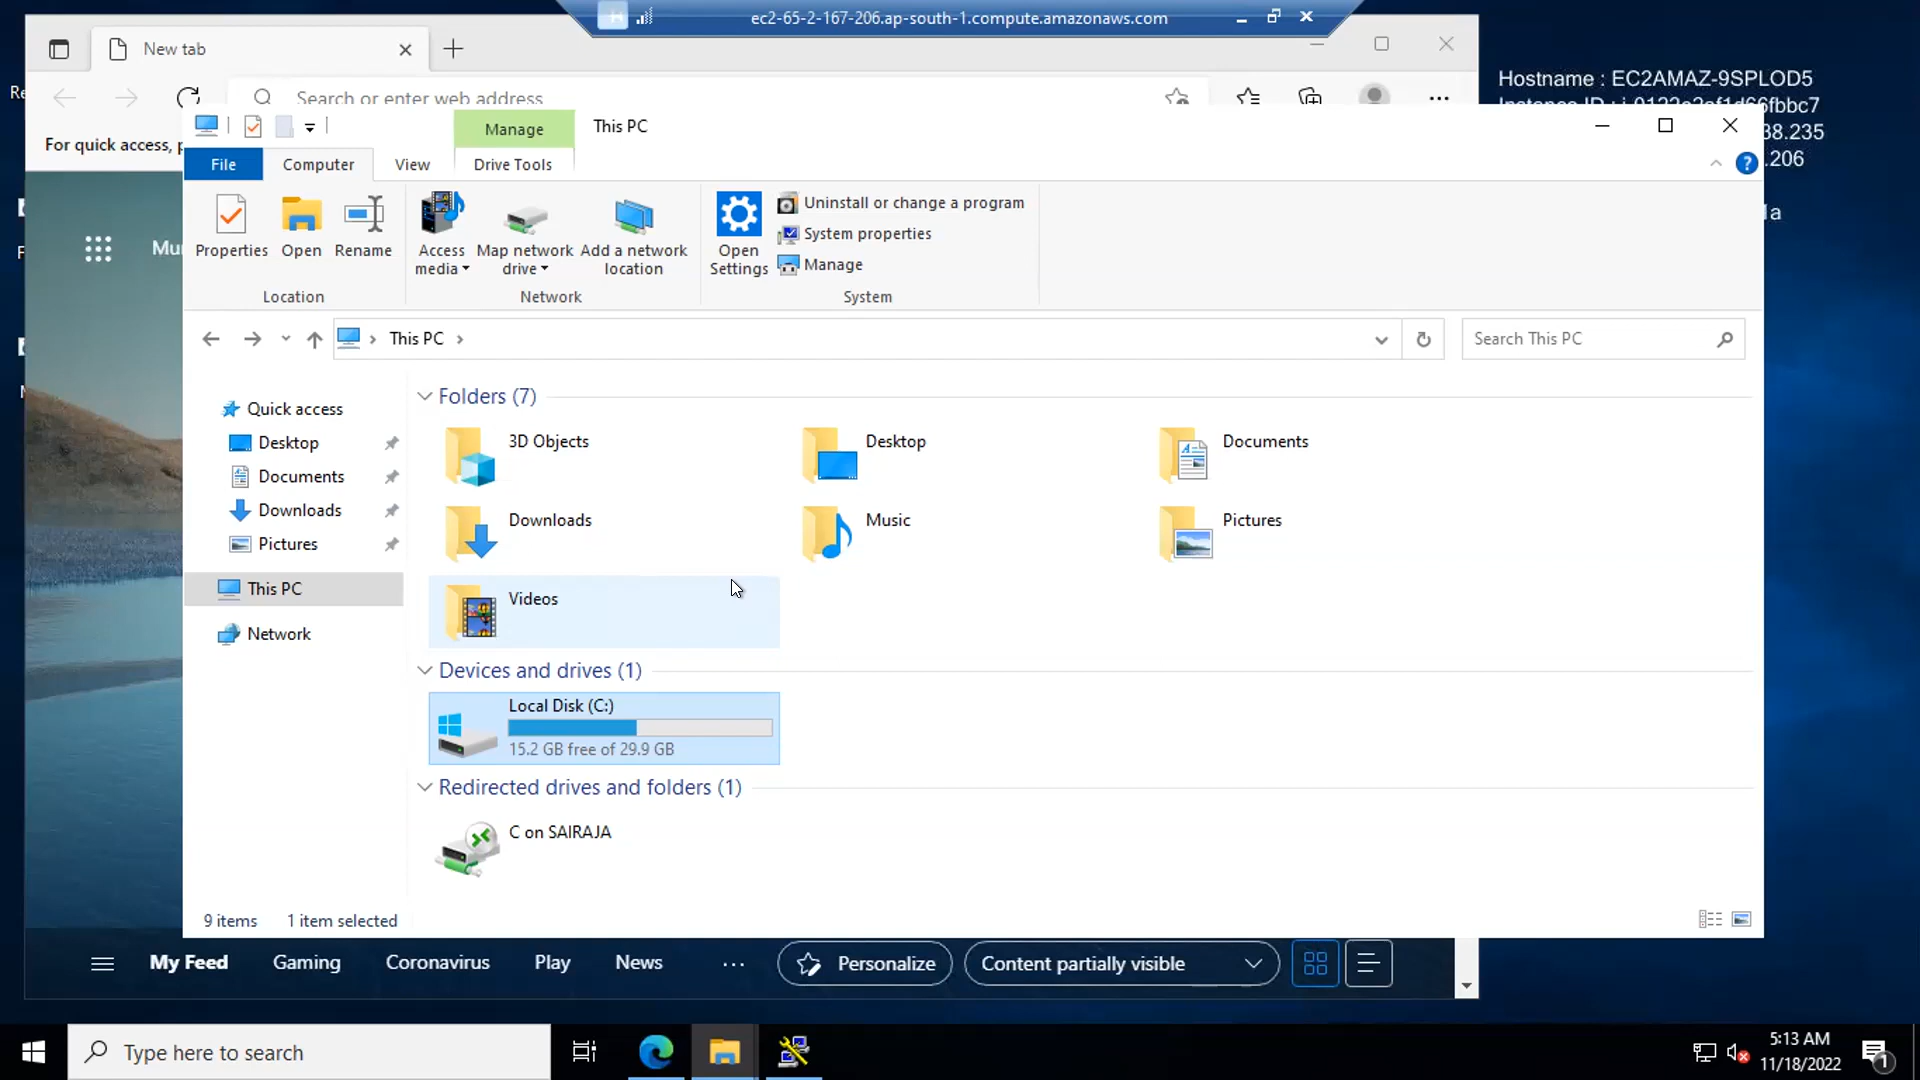 ec2-65-2-167-206.ap-south-1.compute.amazonaws.com
New tab
Search or enter web address
Hostname : EC2AMAZ-9SPLOD5
38.235
.206
For quick access, p
Manage
This PC
File
Computer
View
Drive Tools
Properties
Open
Rename
Access media
Map network drive
Add a network location
Open Settings
Uninstall or change a program
System properties
Manage
Location
Network
System
Mu
This PC
Search This PC
Quick access
Desktop
Documents
Downloads
Pictures
This PC
Network
Folders (7)
3D Objects
Desktop
Documents
Downloads
Music
Pictures
Videos
Devices and drives (1)
Local Disk (C:)
15.2 GB free of 29.9 GB
Redirected drives and folders (1)
C on SAIRAJA
9 items
1 item selected
My Feed
Gaming
Coronavirus
Play
News
...
Personalize
Content partially visible
Type here to search
5:13 AM
11/18/2022
1